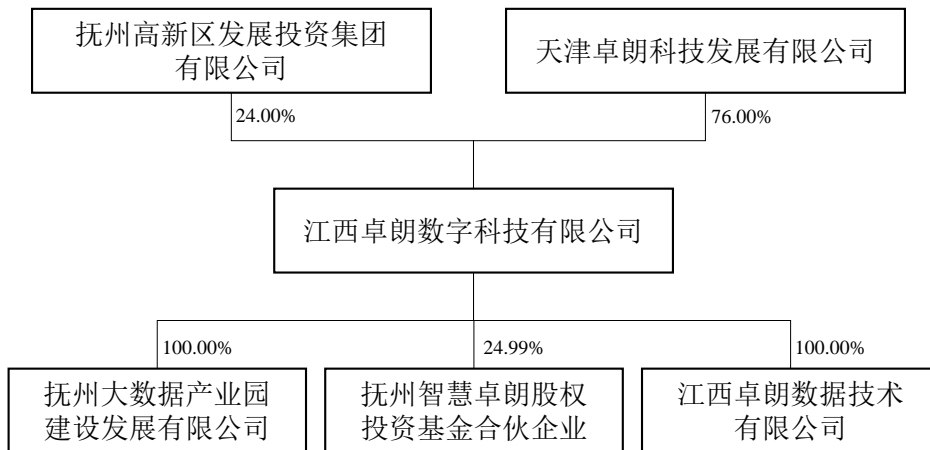 抚州高新区发展投资集团
有限公司
天津卓朗科技发展有限公司
24.00%
76.00%
江西卓朗数字科技有限公司
100.00%
24.99%
100.00%
抚州大数据产业园
建设发展有限公司
抚州智慧卓朗股权
投资基金合伙企业
江西卓朗数据技术
有限公司